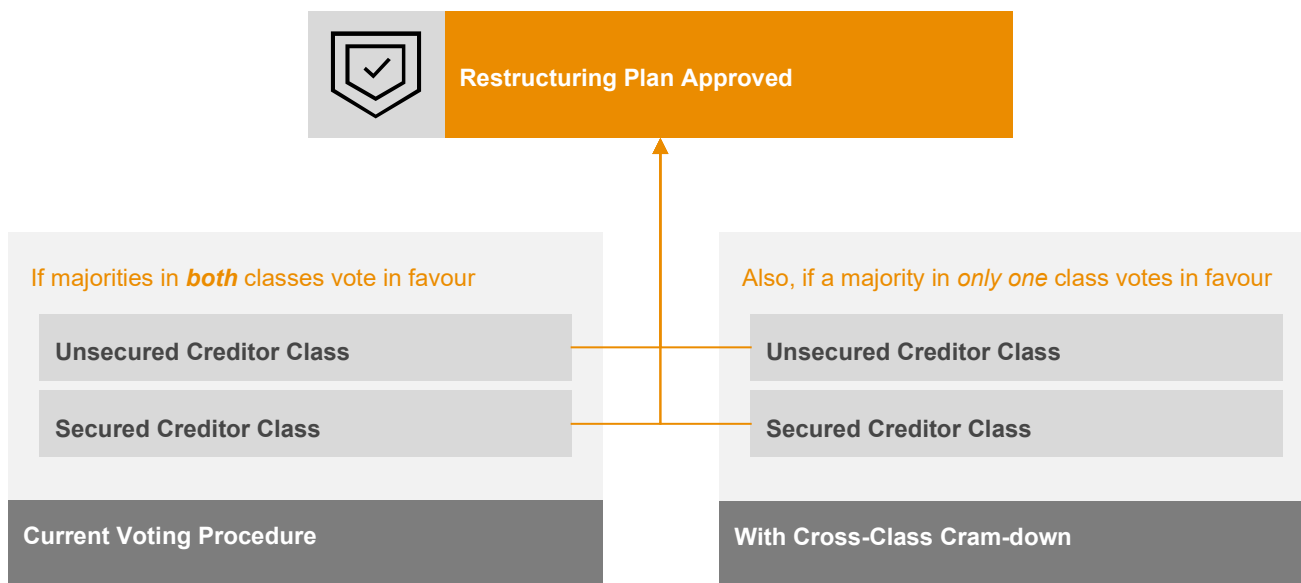 Restructuring Plan Approved
If majorities in both classes vote in favour
Unsecured Creditor Class
Secured Creditor Class
Current Voting Procedure
Also, if a majority in only one class votes in favour
Unsecured Creditor Class
Secured Creditor Class
With Cross-Class Cram-down